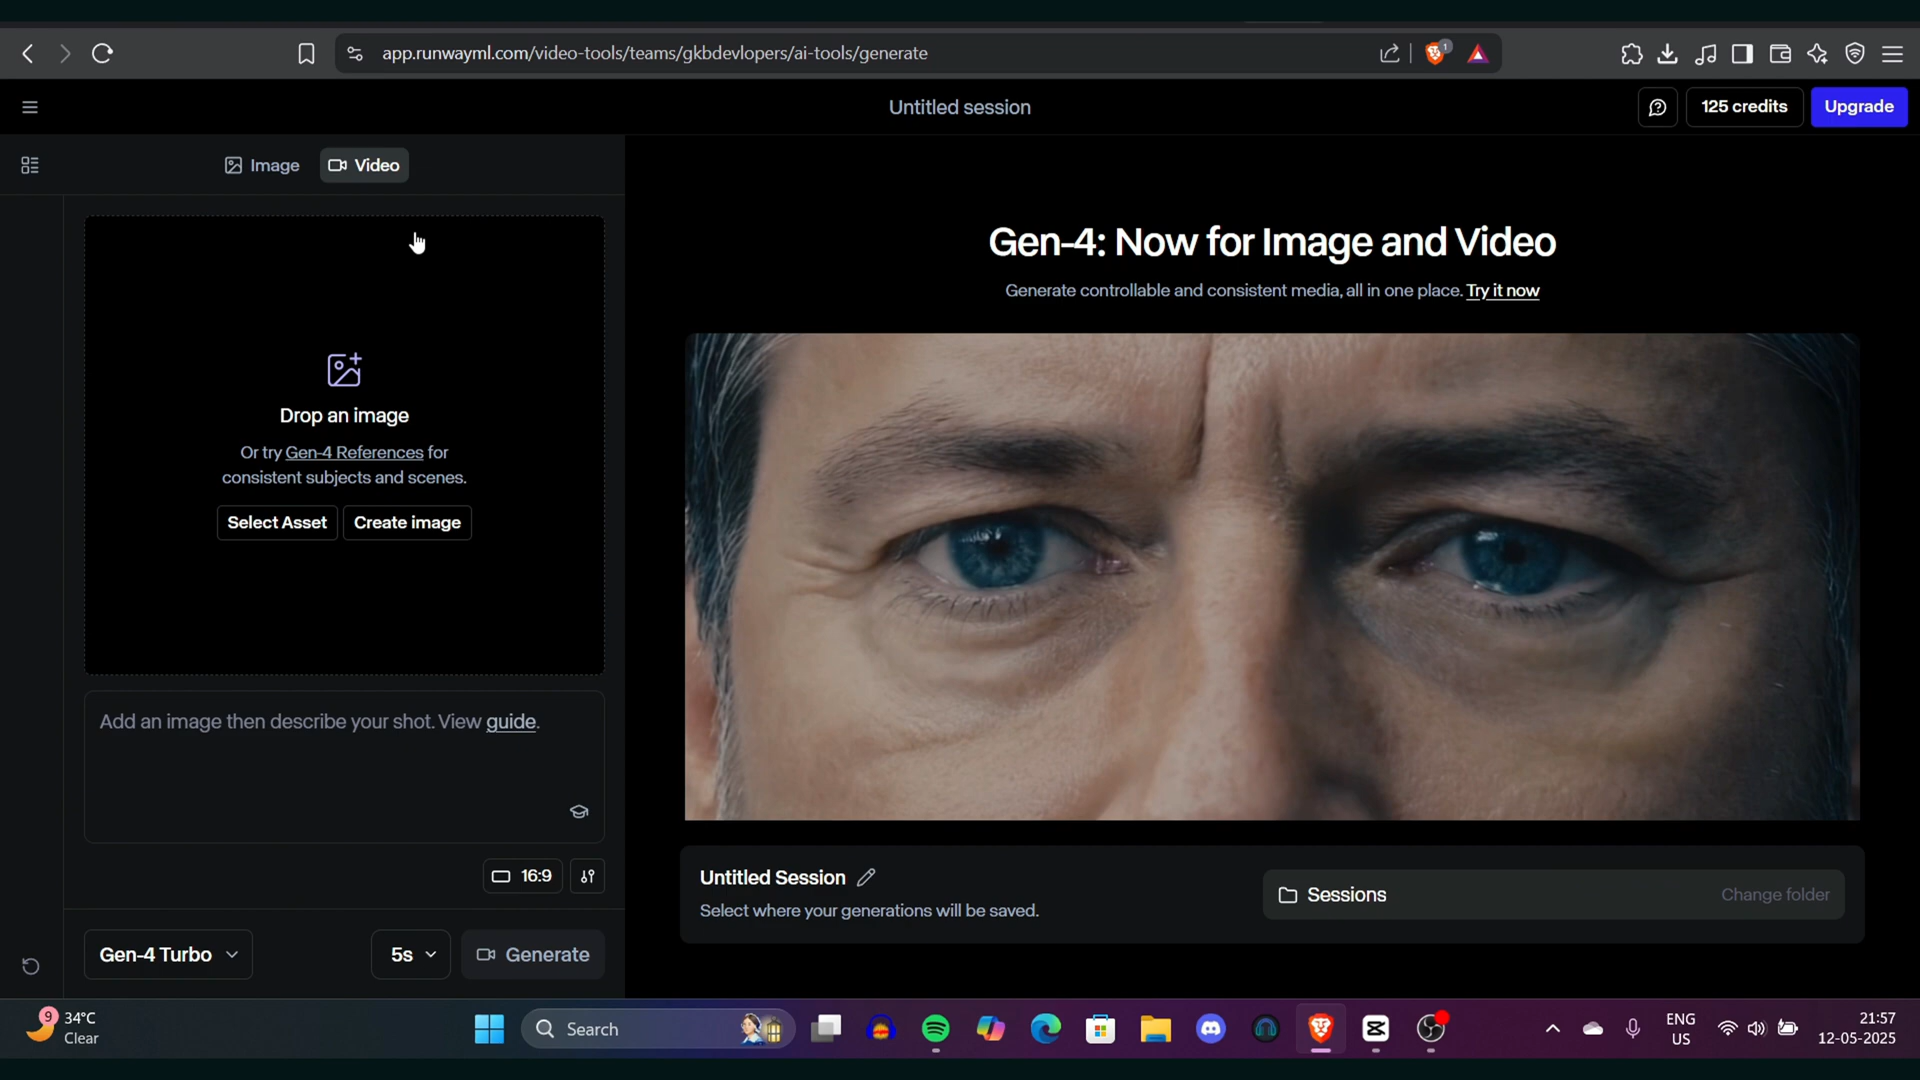 app.runwayml.com/video-tools/teams/gkbdevlopers/ai-tools/generate
1
Untitled session
125 credits
Upgrade
Image
Video
Gen-4: Now for Image and Video
Generate controllable and consistent media, all in one place. Try it now
Drop an image
Or try Gen-4 References for
consistent subjects and scenes.
Select Asset
Create image
Add an image then describe your shot. View guide.
16:9
Untitled Session
Select where your generations will be saved.
Sessions
Change folder
Gen-4 Turbo
5s
Generate
9
34°C
Clear
Search
ENG
US
21:57
12-05-2025